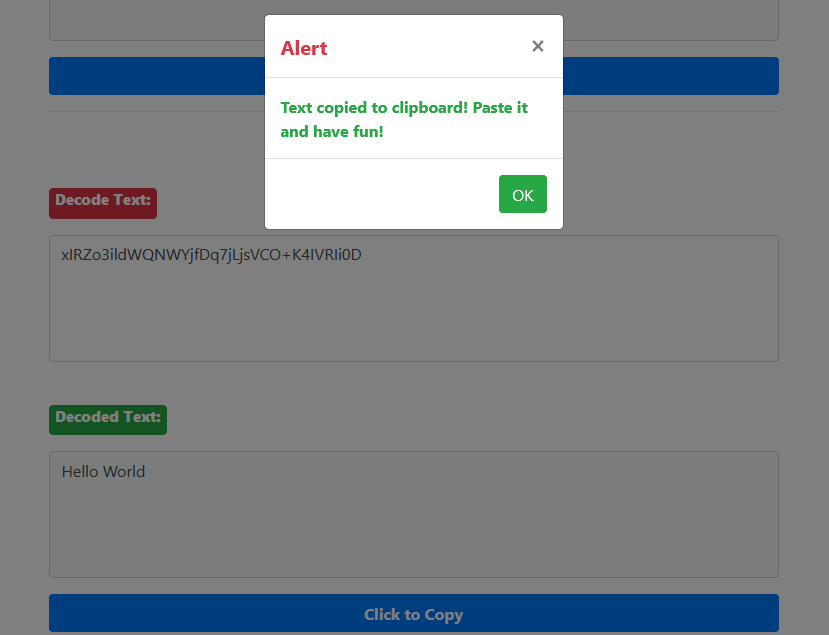 Alert
×
Text copied to clipboard! Paste it
and have fun!
OK
Decode Text:
xIRZo3ildWQNWYjfDq7jLjsVCO+K4IVRIi0D
Decoded Text:
Hello World
Click to Copy